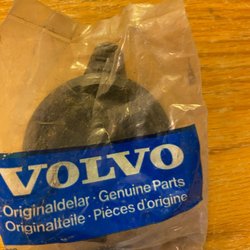 VOLVO
Originaldelar · Genuine Parts
Originalteile · Pièces d'origine